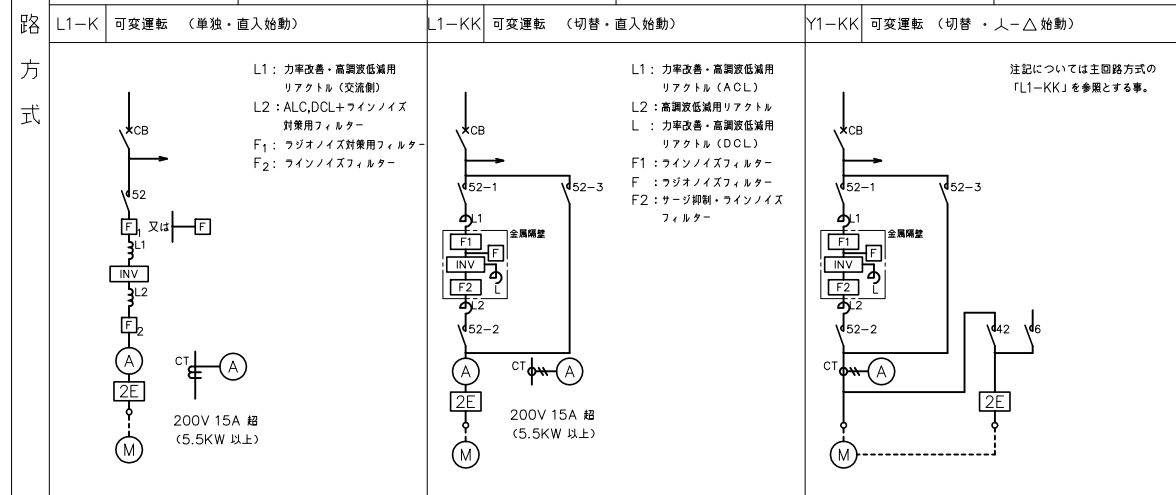 路
方
式
L1-K 可変運転 (単独・直入始動)
L1: 力率改善・高調波低減用
リアクトル (交流側)
L2:ALC,DCL+ラインノイズ
対策用フィルター
F1: ラジオノイズ対策用フィルター
F2: ラインノイズフィルター
CB
52
F 1 又は F
L1
INV
L2
F 2
A
2E
M
CT A
200V 15A 超
(5.5KW 以上)
L1-KK 可変運転 (切替・直入始動)
L1: 力率改善・高調波低減用
リアクトル (ACL)
L2:高調波低減用リアクトル
L : 力率改善・高調波低減用
リアクトル (DCL)
F1:ラインノイズフィルター
F :ラジオノイズフィルター
F2:サージ抑制・ラインノイズ
フィルター
CB
52-1 52-3
L1
金属隔壁
F1
F
INV
L
F2
L2
52-2
A
2E
M
CT A
200V 15A 超
(5.5KW 以上)
Y1-KK 可変運転 (切替 ・人-△始動)
注記については主回路方式の
「L1-KK」を参照とする事。
CB
52-1 52-3
L1
金属隔壁
F1
F
INV
L
F2
L2
52-2
42 6
CT A
2E
M